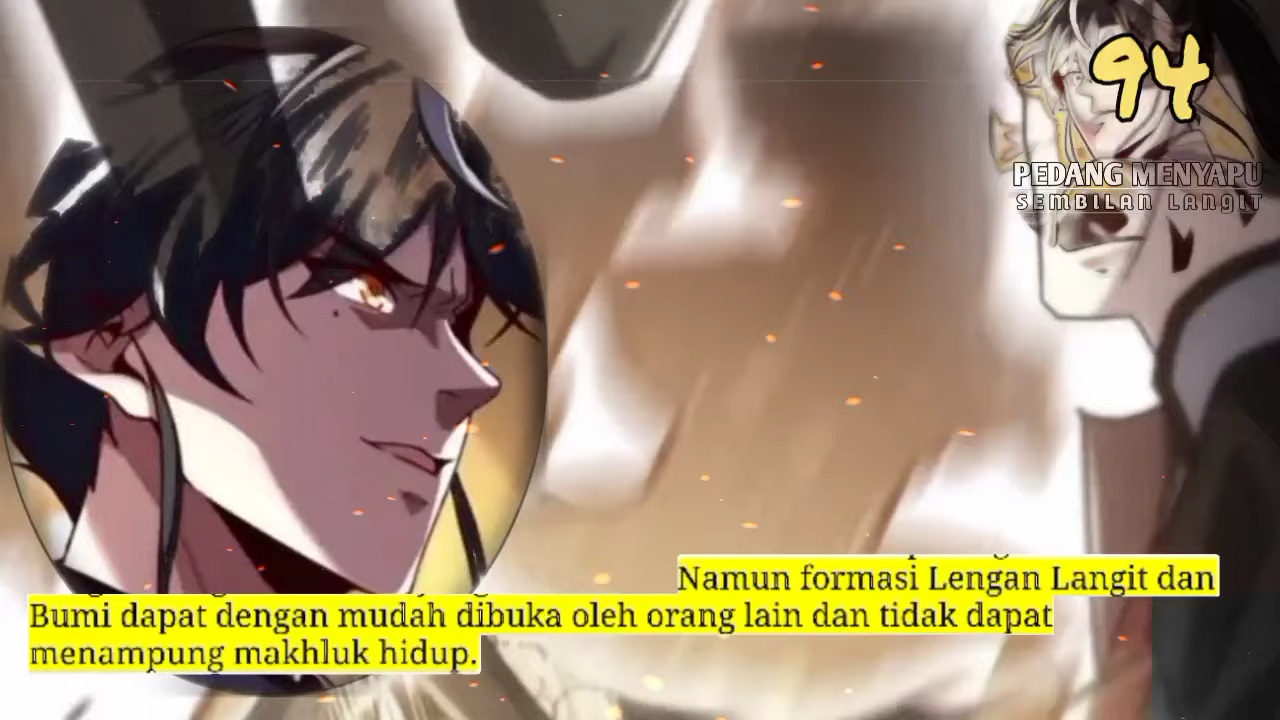 94
PEDANG MENYAPU
SEMBILAN LANGIT
Namun formasi Lengan Langit dan
Bumi dapat dengan mudah dibuka oleh orang lain dan tidak dapat
menampung makhluk hidup.